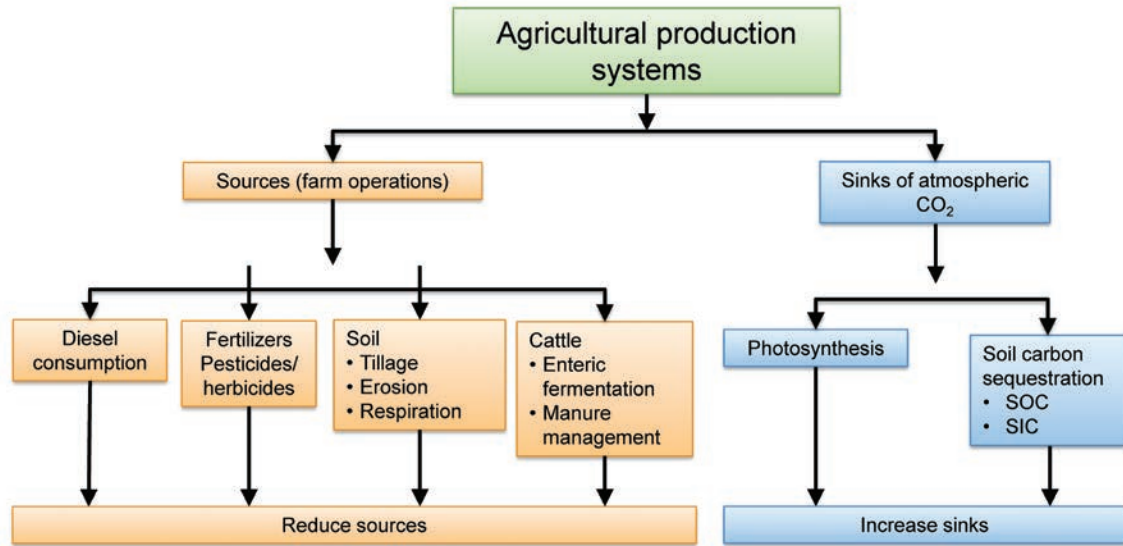 Agricultural production
systems
Sources (farm operations)
Sinks of atmospheric
CO₂
Diesel
consumption
Fertilizers
Pesticides/
herbicides
Soil
• Tillage
• Erosion
• Respiration
Cattle
• Enteric
fermentation
• Manure
management
Photosynthesis
Soil carbon
sequestration
• SOC
• SIC
Reduce sources
Increase sinks